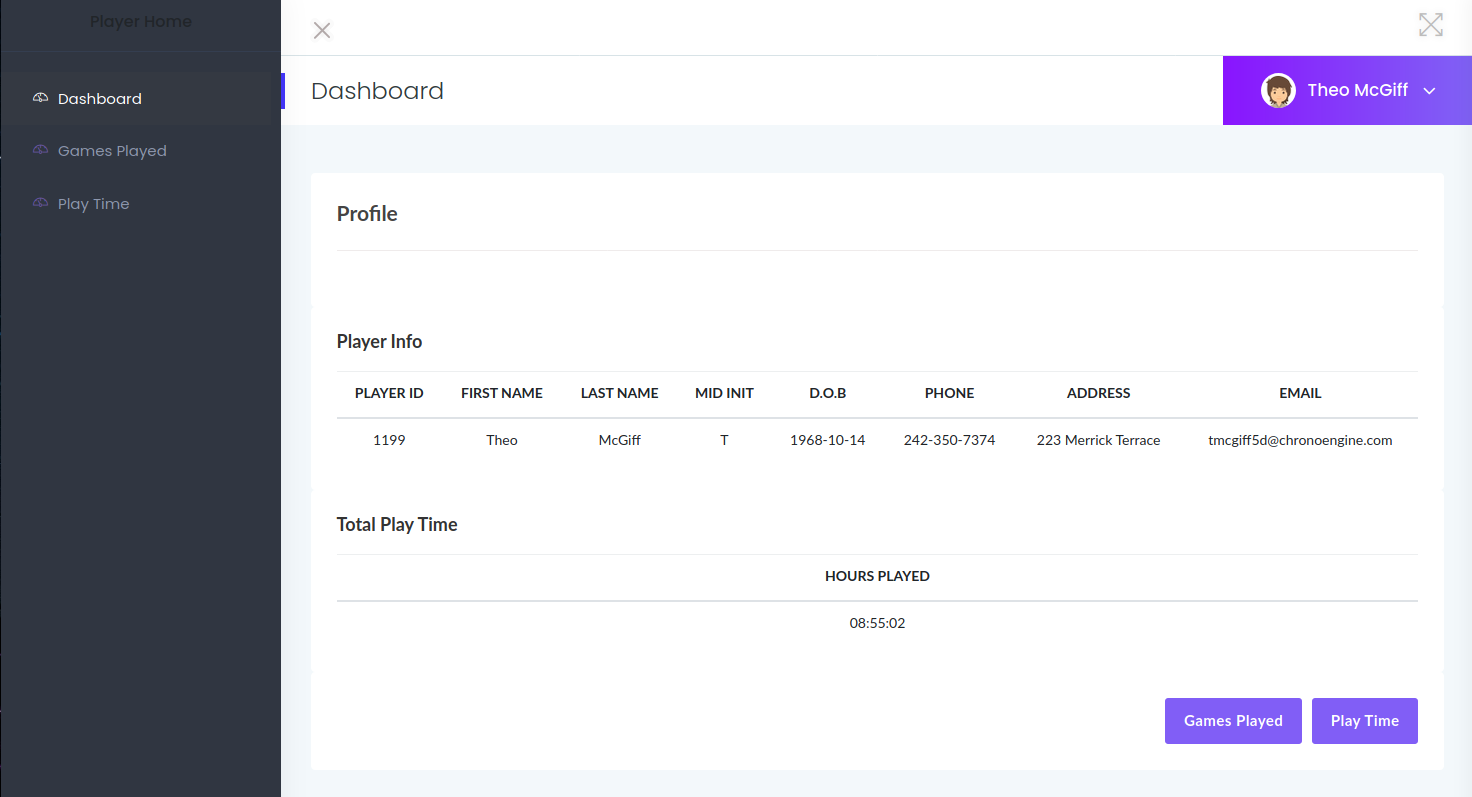 Player Home
Dashboard
Games Played
Play Time
Dashboard
Theo McGiff
Profile
Player Info
PLAYER ID FIRST NAME LAST NAME MID INIT D.O.B PHONE ADDRESS EMAIL
1199 Theo McGiff T 1968-10-14 242-350-7374 223 Merrick Terrace tmcgiff5d@chronoengine.com
Total Play Time
HOURS PLAYED
08:55:02
Games Played Play Time